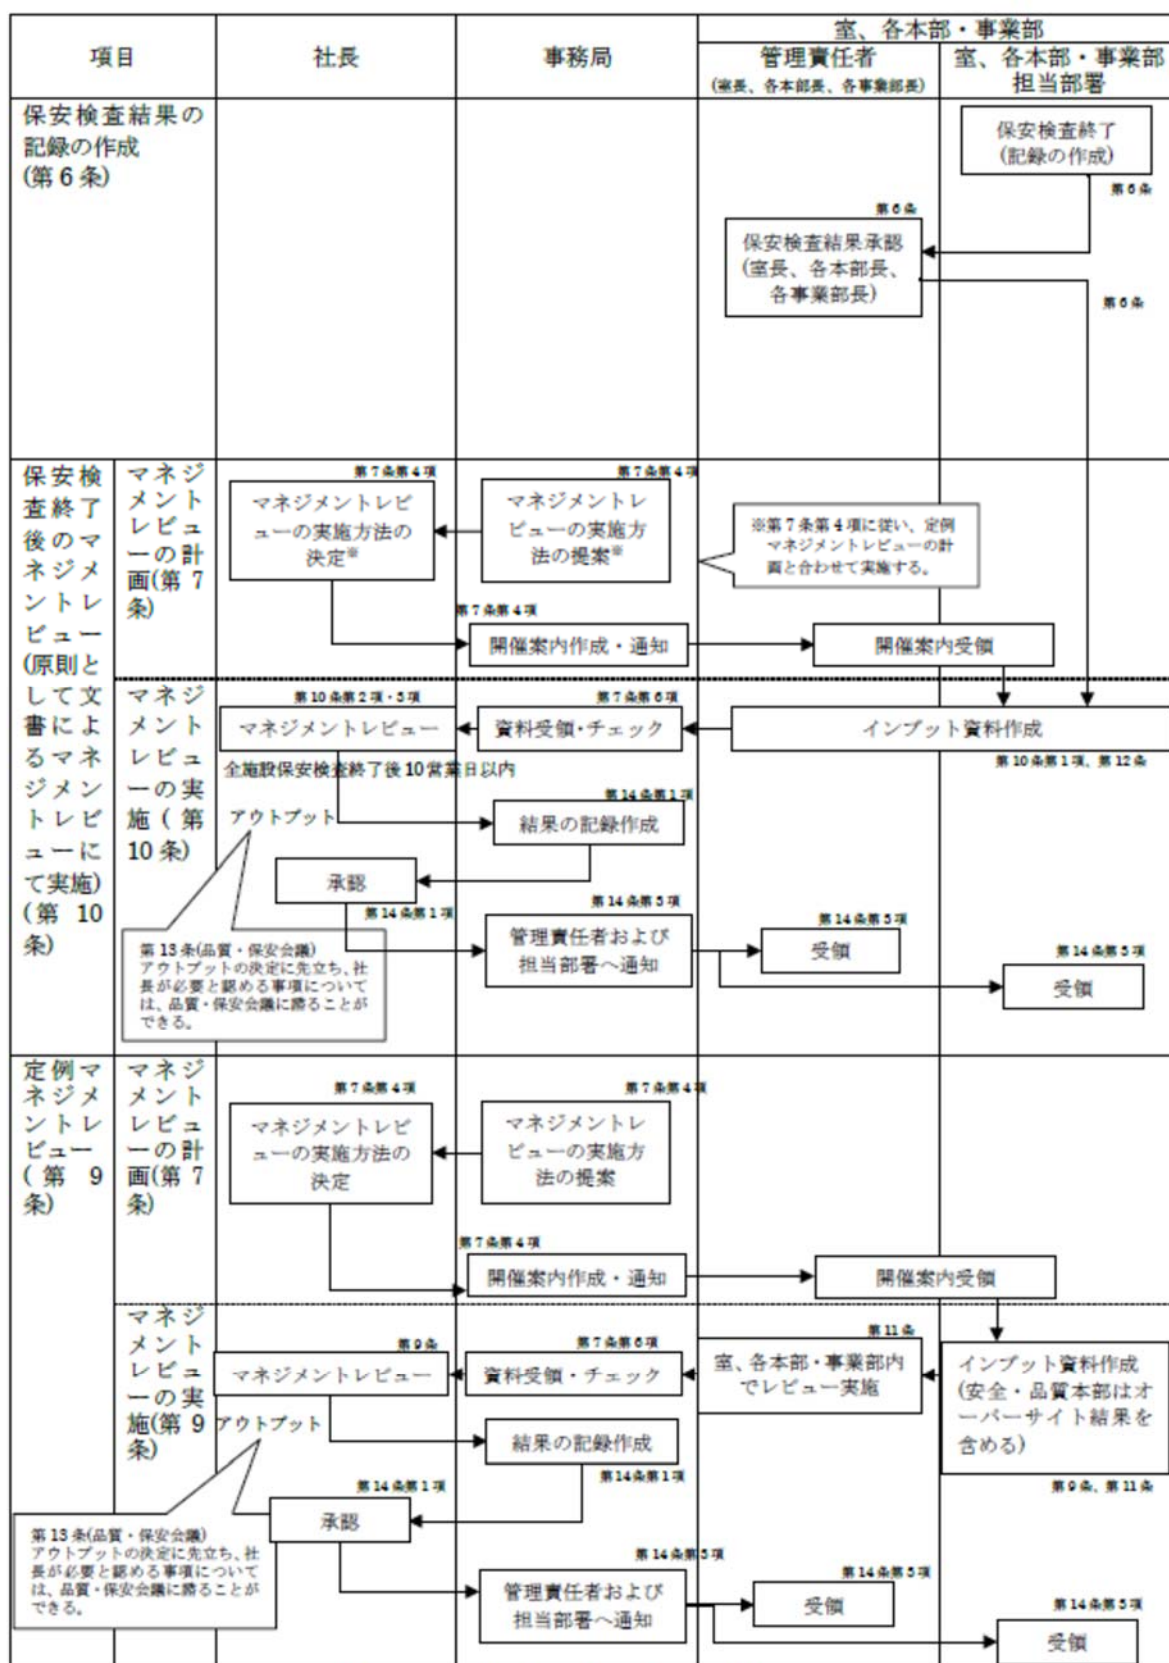 項目
社長
事務局
室、各本部・事業部
管理責任者
(室長、各本部長、各事業部長)
室、各本部・事業部
担当部署
保安検査結果の
記録の作成
(第6条)
保安検査終了
(記録の作成)
第6条
第6条
保安検査結果承認
(室長、各本部長、
各事業部長)
第6条
保安検
査終了
後のマ
ネジメ
ントレ
ビュー
(原則と
して文
書によ
るマネ
ジメン
トレビ
ューに
て実施)
(第10
条)
マネジ
メント
レビュ
ーの計
画(第7
条)
第7条第4項
マネジメントレビ
ューの実施方法の
決定※
第7条第4項
マネジメントレ
ビューの実施方
法の提案※
※第7条第4項に従い、定例
マネジメントレビューの計
画と合わせて実施する。
第7条第4項
開催案内作成・通知
開催案内受領
マネジ
メント
レビュ
ーの実
施(第
10条)
第10条第2項・3項
マネジメントレビュー
第7条第6項
資料受領・チェック
インプット資料作成
第10条第1項、第12条
全施設保安検査終了後10営業日以内
アウトプット
第14条第1項
結果の記録作成
承認
第14条第1項
第14条第3項
管理責任者および
担当部署へ通知
第14条第3項
受領
第14条第3項
受領
第13条(品質・保安会議)
アウトプットの決定に先立ち、社
長が必要と認める事項について
は、品質・保安会議に諮ることが
できる。
定例マ
ネジメ
ントレ
ビュー
(第9
条)
マネジ
メント
レビュ
ーの計
画(第7
条)
第7条第4項
マネジメントレビ
ューの実施方法の
決定
第7条第4項
マネジメントレ
ビューの実施方
法の提案
第7条第4項
開催案内作成・通知
開催案内受領
マネジ
メント
レビュ
ーの実
施(第9
条)
第9条
マネジメントレビュー
第7条第6項
資料受領・チェック
第11条
室、各本部・事業部内
でレビュー実施
インプット資料作成
(安全・品質本部はオ
ーバーサイト結果を
含める)
第9条、第11条
アウトプット
結果の記録作成
第14条第1項
第14条第1項
承認
第13条(品質・保安会議)
アウトプットの決定に先立ち、社
長が必要と認める事項について
は、品質・保安会議に諮ることが
できる。
第14条第3項
管理責任者および
担当部署へ通知
第14条第3項
受領
第14条第3項
受領